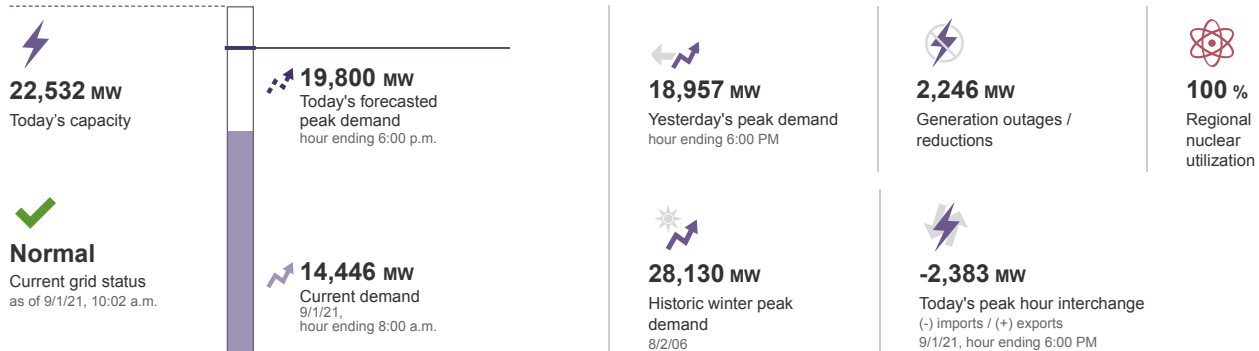 22,532 MW
Today's capacity
Normal
Current grid status
as of 9/1/21, 10:02 a.m.
19,800 MW
Today's forecasted
peak demand
hour ending 6:00 p.m.
14,446 MW
Current demand
9/1/21,
hour ending 8:00 a.m.
18,957 MW
Yesterday's peak demand
hour ending 6:00 PM
2,246 MW
Generation outages /
reductions
100 %
Regional
nuclear
utilization
28,130 MW
Historic winter peak
demand
8/2/06
-2,383 MW
Today's peak hour interchange
(-) imports / (+) exports
9/1/21, hour ending 6:00 PM